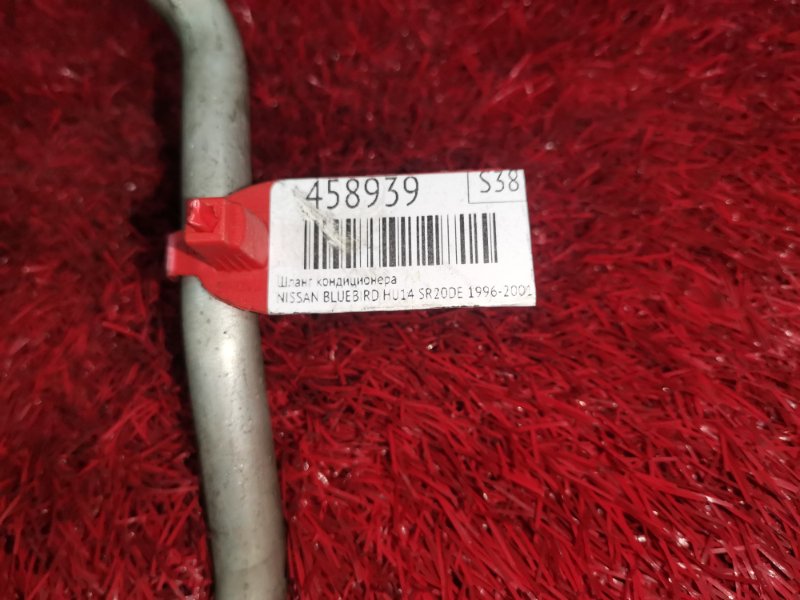 458939 S38
Шланг кондиционера
NISSAN BLUEBIRD HU14 SR20DE 1996-2001